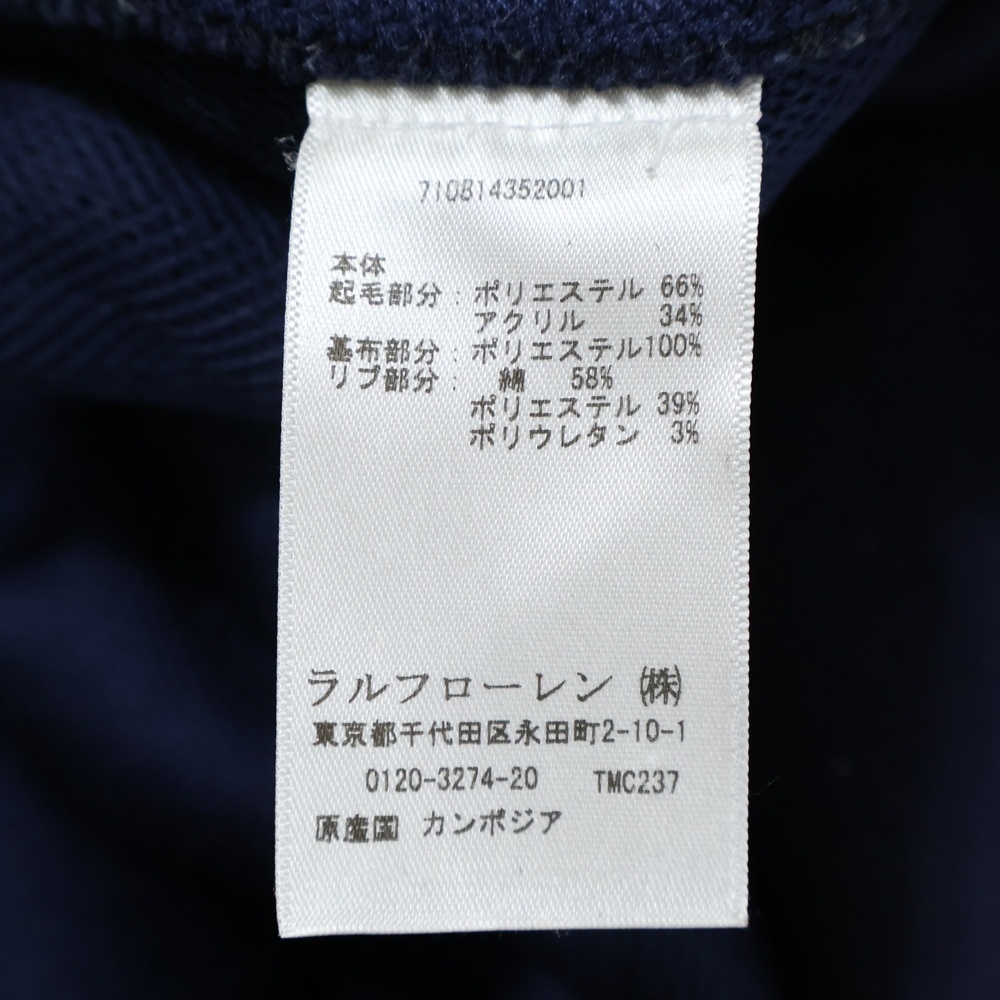 710814352001
本体
起毛部分：ポリエステル 66%
アクリル 34%
基布部分：ポリエステル100%
リブ部分： 綿 58%
ポリエステル 39%
ポリウレタン 3%
ラルフローレン ㈱
東京都千代田区永田町2-10-1
0120-3274-20 TMC237
原産国 カンボジア